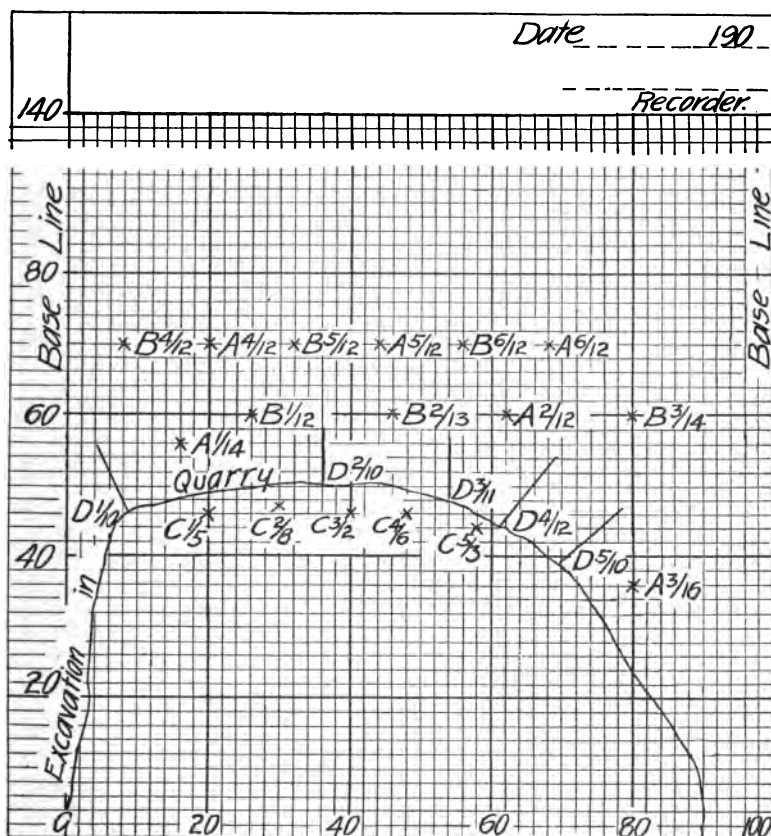 Date 190
Recorder.
140
Base Line
Base Line
80
B4/12 A4/12 B5/12 A5/12 B6/12 A6/12
60
B1/12 B2/13 A2/12 B3/14
A1/14
Quarry
D1/10 D2/10 D3/11 D4/12 D5/10
C1/5 C2/8 C3/2 C4/6 C5/3
40
A3/16
20
Excavation in
0 20 40 60 80 100